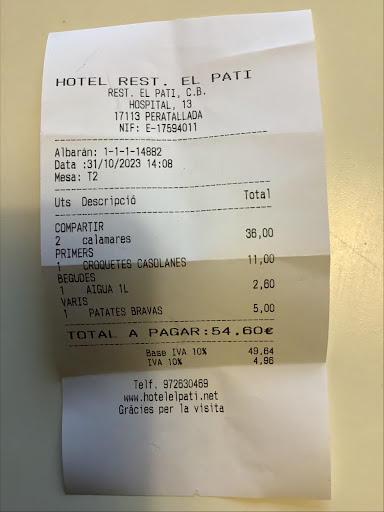 HOTEL REST. EL PATI
REST. EL PATI, C.B.
HOSPITAL, 13
17113 PERATALLADA
NIF: E-17594011
Albarán: 1-1-1-14882
Data :31/10/2023 14:08
Mesa: T2
Uts Descripció Total
COMPARTIR
2 calamares 36,00
PRIMERS
1 CROQUETES CASOLANES 11,00
BEGUDES
1 AIGUA 1L 2,60
VARIS
1 PATATES BRAVAS 5,00
TOTAL A PAGAR:54,60€
Base IVA 10% 49,64
IVA 10% 4,96
Telf. 972630469
www.hotelelpati.net
Gràcies per la visita